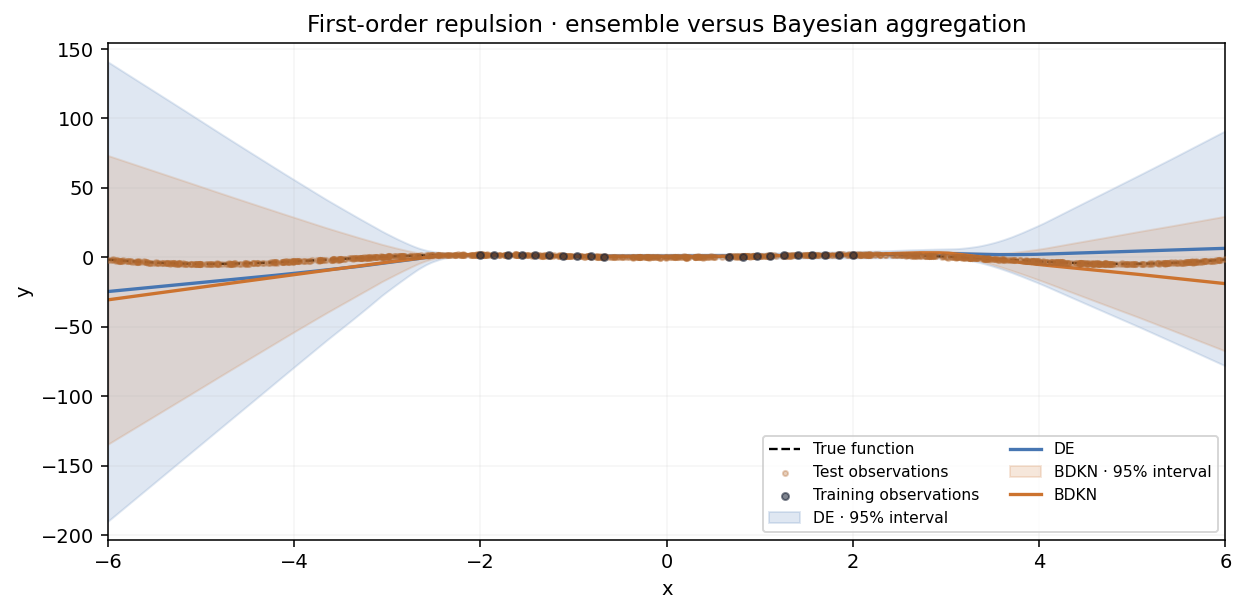 First-order repulsion · ensemble versus Bayesian aggregation
150
100
50
0
−50
−100
−150
−200
y
True function
Test observations
Training observations
DE · 95% interval
DE
BDKN · 95% interval
BDKN
−6
−4
−2
0
2
4
6
x